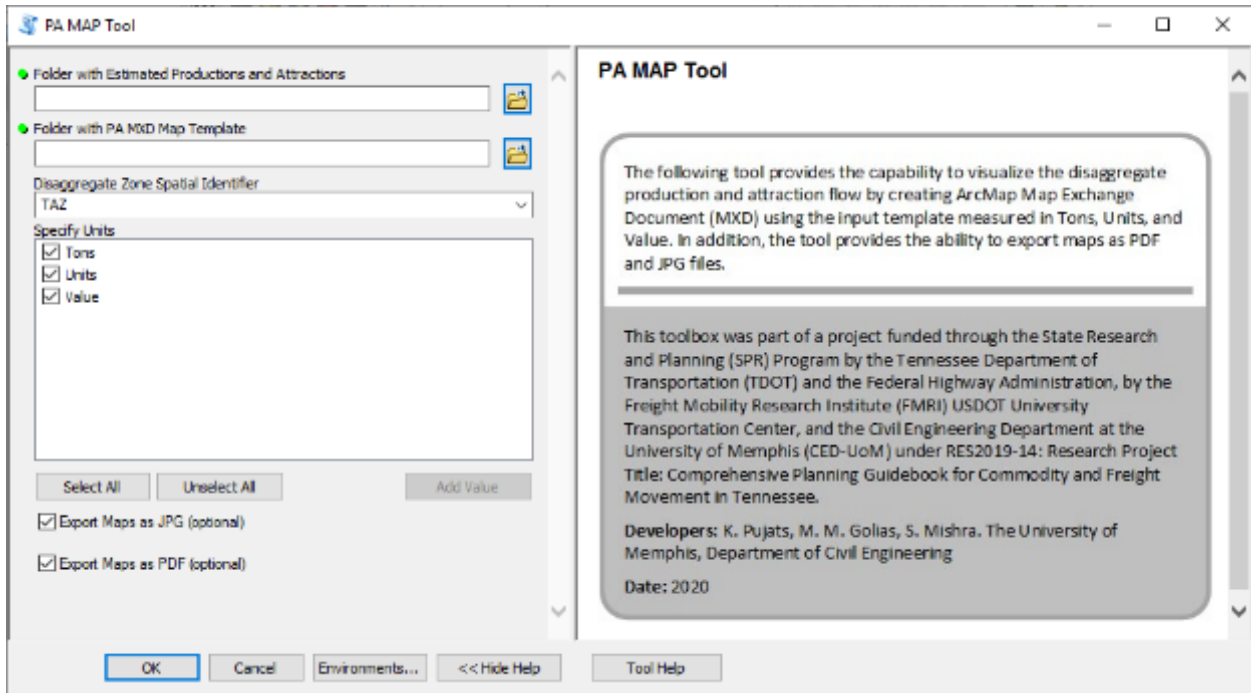 PA MAP Tool
Folder with Estimated Productions and Attractions
Folder with PA MXD Map Template
Disaggregate Zone Spatial Identifier
TAZ
Specify Units
Tons
Units
Value
Select All
Unselect All
Add Value
Export Maps as JPG (optional)
Export Maps as PDF (optional)
PA MAP Tool
The following tool provides the capability to visualize the disaggregate
production and attraction flow by creating ArcMap Map Exchange
Document (MXD) using the input template measured in Tons, Units, and
Value. In addition, the tool provides the ability to export maps as PDF
and JPG files.
This toolbox was part of a project funded through the State Research
and Planning (SPR) Program by the Tennessee Department of
Transportation (TDOT) and the Federal Highway Administration, by the
Freight Mobility Research Institute (FMRI) USDOT University
Transportation Center, and the Civil Engineering Department at the
University of Memphis (CED-UoM) under RES2019-14: Research Project
Title: Comprehensive Planning Guidebook for Commodity and Freight
Movement in Tennessee.
Developers: K. Pujats, M. M. Golias, S. Mishra. The University of
Memphis, Department of Civil Engineering
Date: 2020
OK
Cancel
Environments...
<< Hide Help
Tool Help